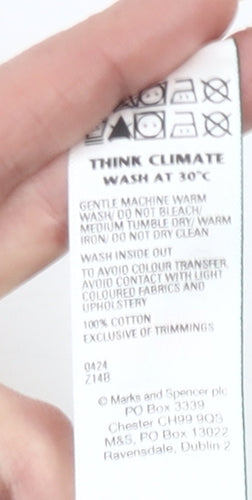 THINK CLIMATE
WASH AT 30°C
GENTLE MACHINE WARM
WASH/ DO NOT BLEACH/
MEDIUM TUMBLE DRY/ WARM
IRON/ DO NOT DRY CLEAN
WASH INSIDE OUT
TO AVOID COLOUR TRANSFER,
AVOID CONTACT WITH LIGHT
COLOURED FABRICS AND
UPHOLSTERY
100% COTTON
EXCLUSIVE OF TRIMMINGS
0424
Z14B
© Marks and Spencer plc
PO Box 3339
Chester CH99 9QS
M&S, PO Box 13022
Ravensdale, Dublin 2